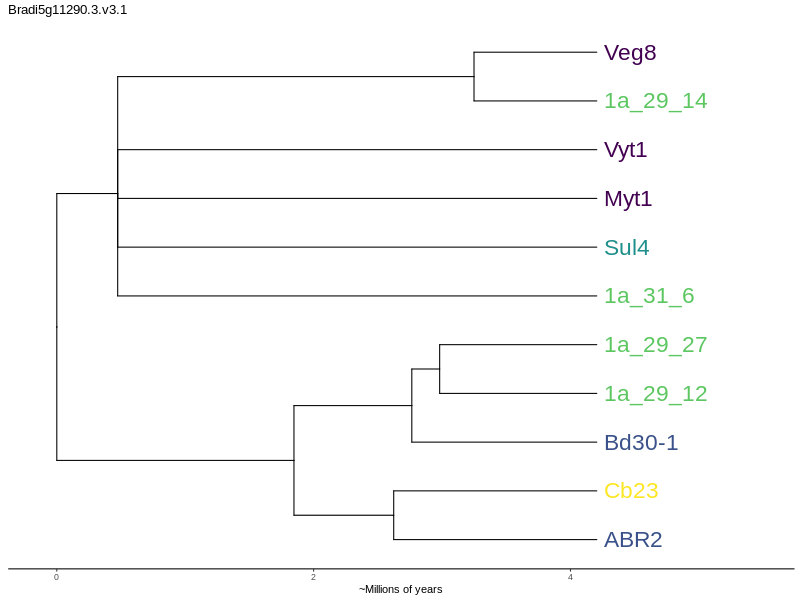 Bradi5g11290.3.v3.1
Veg8
1a_29_14
Vyt1
Myt1
Sul4
1a_31_6
1a_29_27
1a_29_12
Bd30-1
Cb23
ABR2
0 2 4
~Millions of years